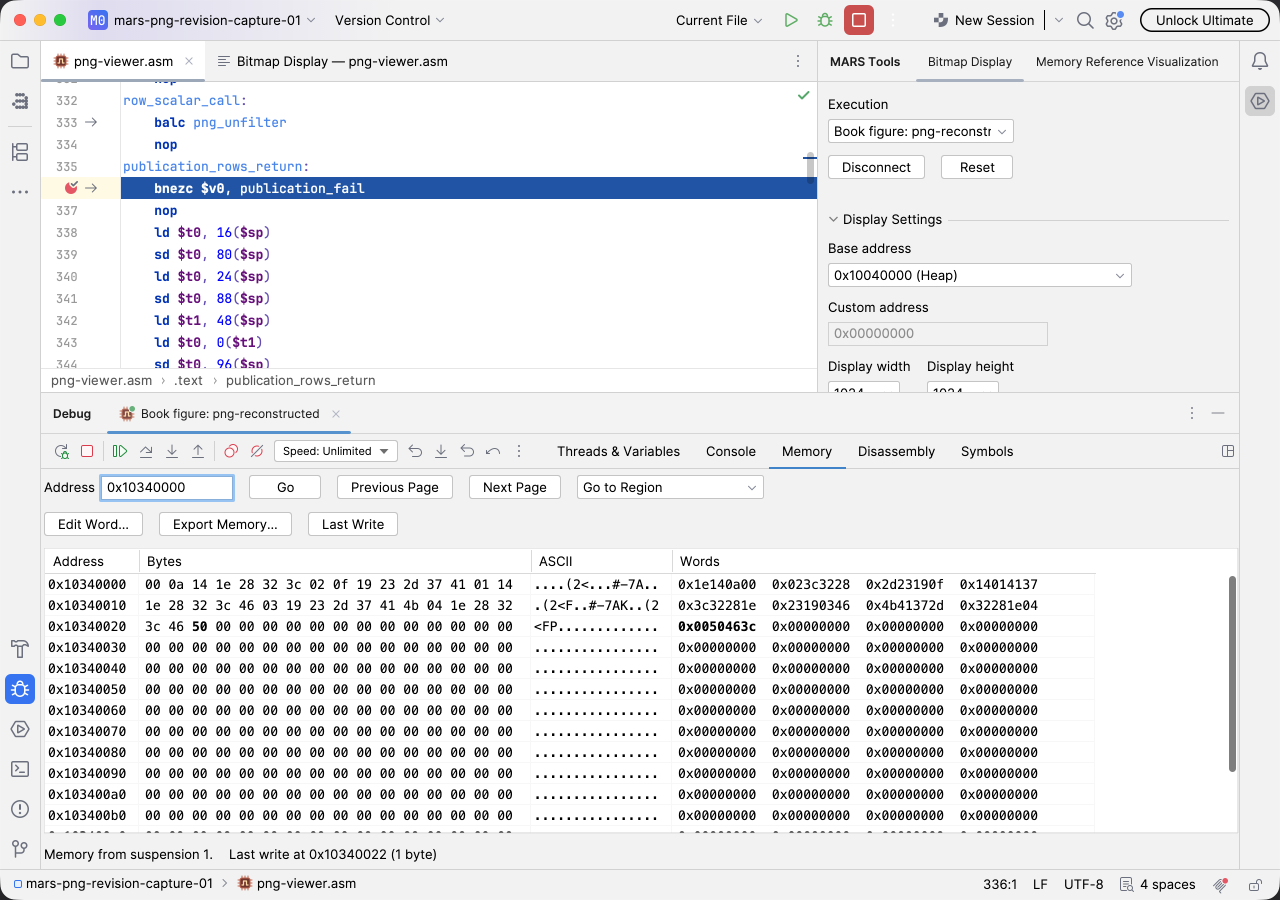 M0 mars-png-revision-capture-01 Version Control Current File New Session Unlock Ultimate
png-viewer.asm Bitmap Display — png-viewer.asm
MARS Tools Bitmap Display Memory Reference Visualization
332 row_scalar_call:
333 balc png_unfilter
334 nop
335 publication_rows_return:
bnezc $v0, publication_fail
337 nop
338 ld $t0, 16($sp)
339 sd $t0, 80($sp)
340 ld $t0, 24($sp)
341 sd $t0, 88($sp)
342 ld $t1, 48($sp)
343 ld $t0, 0($t1)
344 sd $t0, 96($sp)
png-viewer.asm .text publication_rows_return
Execution
Book figure: png-reconstr
Disconnect Reset
Display Settings
Base address
0x10040000 (Heap)
Custom address
0x00000000
Display width Display height
1024 1024
Debug Book figure: png-reconstructed
Speed: Unlimited Threads & Variables Console Memory Disassembly Symbols
Address 0x10340000 Go Previous Page Next Page Go to Region
Edit Word... Export Memory... Last Write
Address Bytes ASCII Words
0x10340000 00 0a 14 1e 28 32 3c 02 0f 19 23 2d 37 41 01 14 ....(2<...#-7A.. 0x1e140a00 0x023c3228 0x2d23190f 0x14014137
0x10340010 1e 28 32 3c 46 03 19 23 2d 37 41 4b 04 1e 28 32 .(2<F..#-7AK..(2 0x3c32281e 0x23190346 0x4b41372d 0x32281e04
0x10340020 3c 46 50 00 00 00 00 00 00 00 00 00 00 00 00 00 <FP............. 0x0050463c 0x00000000 0x00000000 0x00000000
0x10340030 00 00 00 00 00 00 00 00 00 00 00 00 00 00 00 00 ................ 0x00000000 0x00000000 0x00000000 0x00000000
0x10340040 00 00 00 00 00 00 00 00 00 00 00 00 00 00 00 00 ................ 0x00000000 0x00000000 0x00000000 0x00000000
0x10340050 00 00 00 00 00 00 00 00 00 00 00 00 00 00 00 00 ................ 0x00000000 0x00000000 0x00000000 0x00000000
0x10340060 00 00 00 00 00 00 00 00 00 00 00 00 00 00 00 00 ................ 0x00000000 0x00000000 0x00000000 0x00000000
0x10340070 00 00 00 00 00 00 00 00 00 00 00 00 00 00 00 00 ................ 0x00000000 0x00000000 0x00000000 0x00000000
0x10340080 00 00 00 00 00 00 00 00 00 00 00 00 00 00 00 00 ................ 0x00000000 0x00000000 0x00000000 0x00000000
0x10340090 00 00 00 00 00 00 00 00 00 00 00 00 00 00 00 00 ................ 0x00000000 0x00000000 0x00000000 0x00000000
0x103400a0 00 00 00 00 00 00 00 00 00 00 00 00 00 00 00 00 ................ 0x00000000 0x00000000 0x00000000 0x00000000
0x103400b0 00 00 00 00 00 00 00 00 00 00 00 00 00 00 00 00 ................ 0x00000000 0x00000000 0x00000000 0x00000000
Memory from suspension 1. Last write at 0x10340022 (1 byte)
mars-png-revision-capture-01 png-viewer.asm 336:1 LF UTF-8 4 spaces